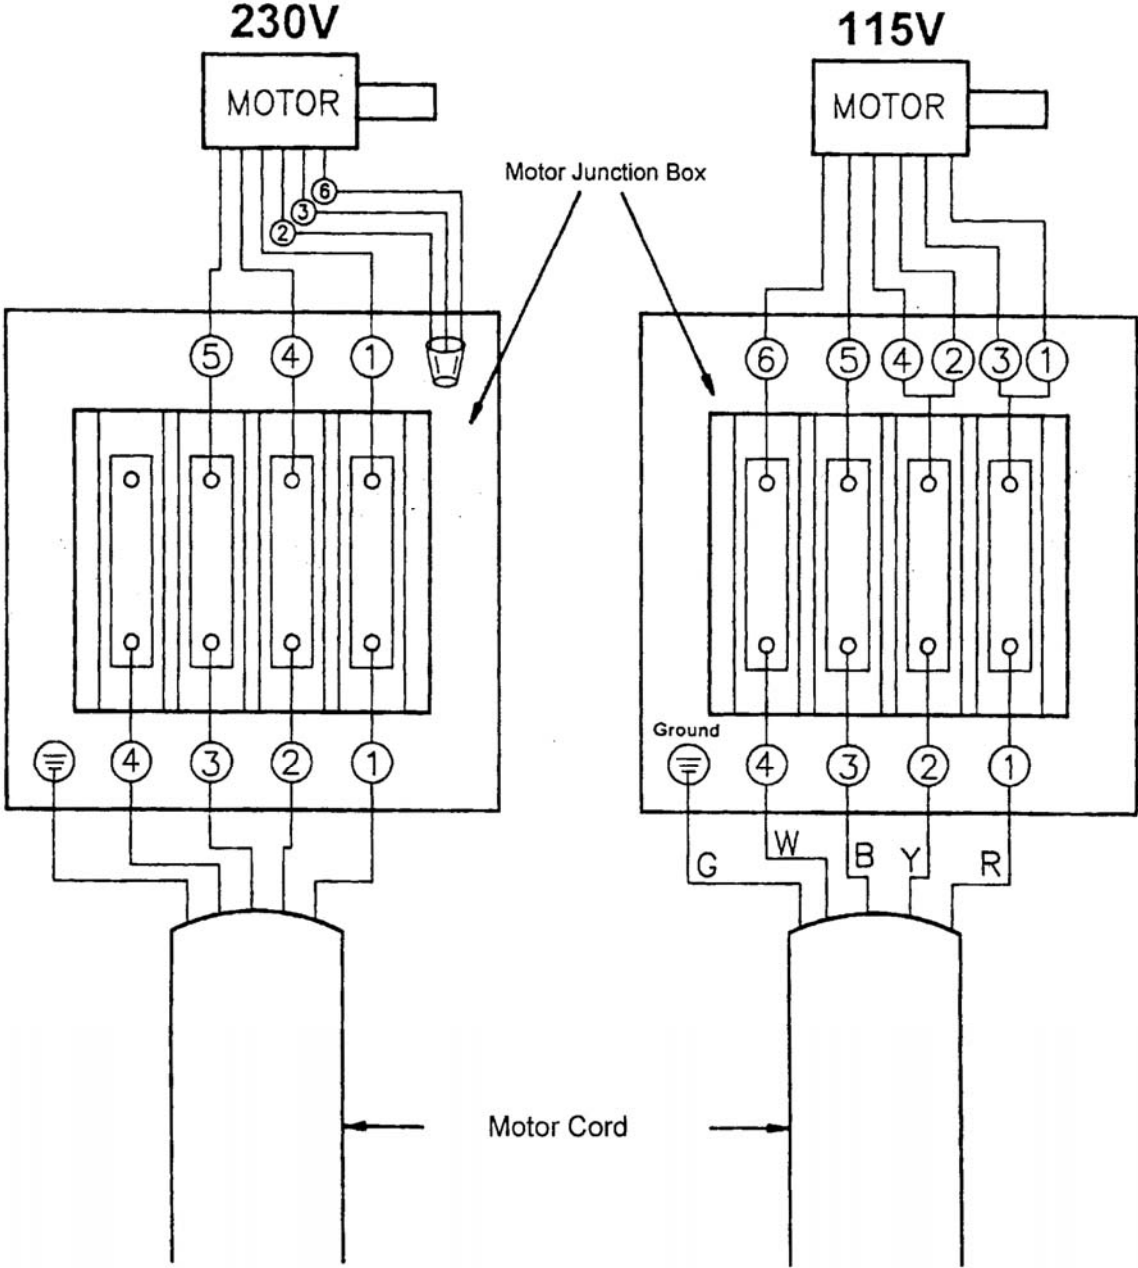 230V
115V
MOTOR
MOTOR
Motor Junction Box
6
3
2
5 4 1
6 5 4 2 3 1
Ground
4 3 2 1
4 3 2 1
G W B Y R
Motor Cord